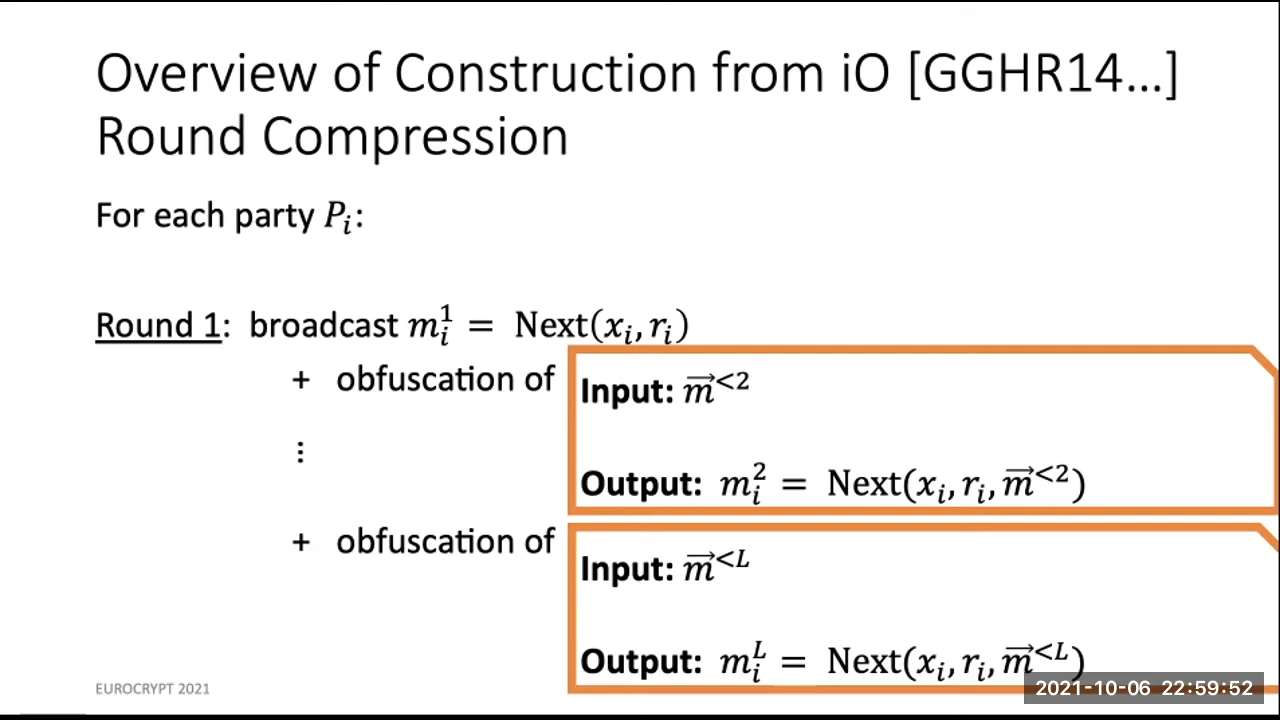 Overview of Construction from iO [GGHR14…]
Round Compression
For each party 𝑃ᵢ:
Round 1: broadcast 𝑚ᵢ¹ = Next(𝑥ᵢ, 𝑟ᵢ)
+ obfuscation of
Input: 𝑚⃗^{<2}
⋮
Output: 𝑚ᵢ² = Next(𝑥ᵢ, 𝑟ᵢ, 𝑚⃗^{<2})
+ obfuscation of
Input: 𝑚⃗^{<𝐿}
Output: 𝑚ᵢ^𝐿 = Next(𝑥ᵢ, 𝑟ᵢ, 𝑚⃗^{<𝐿})
EUROCRYPT 2021
2021-10-06 22:59:52